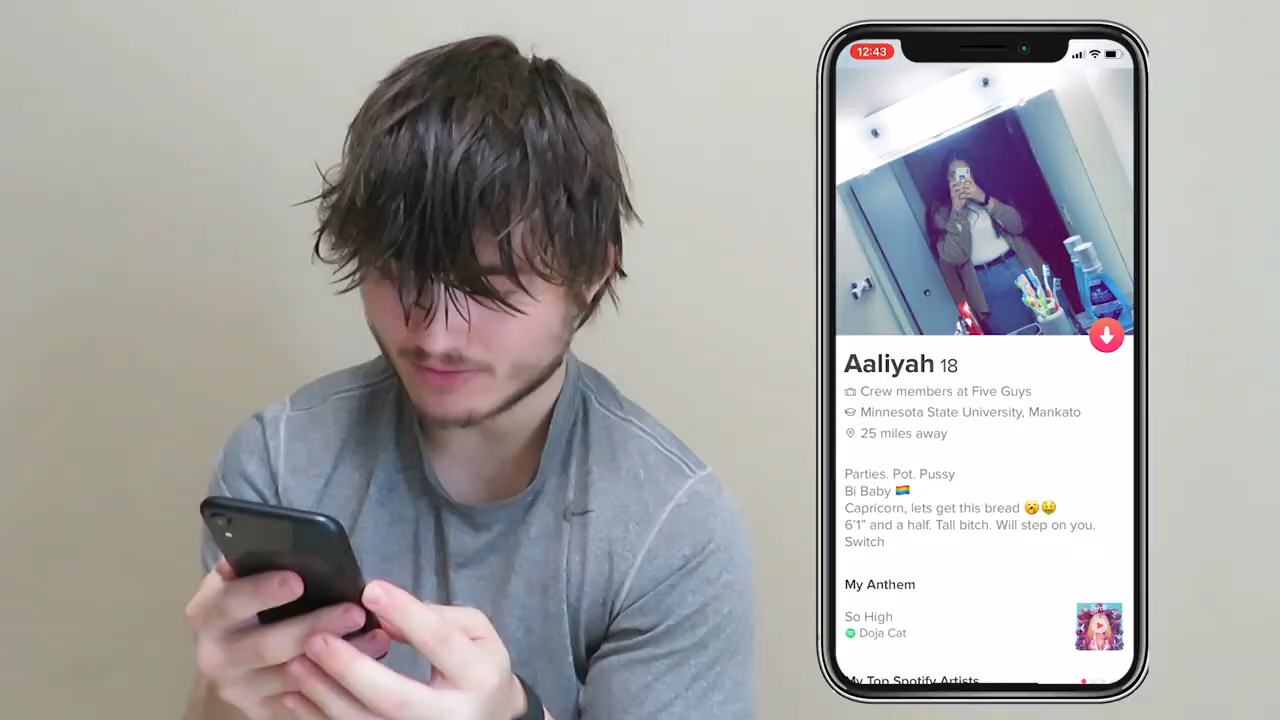 12:43
Aaliyah 18
Crew members at Five Guys
Minnesota State University, Mankato
25 miles away
Parties. Pot. Pussy
Bi Baby 🏳️‍🌈
Capricorn, lets get this bread 😲🤑
6'1" and a half. Tall bitch. Will step on you.
Switch
My Anthem
So High
Doja Cat
My Top Spotify Artists